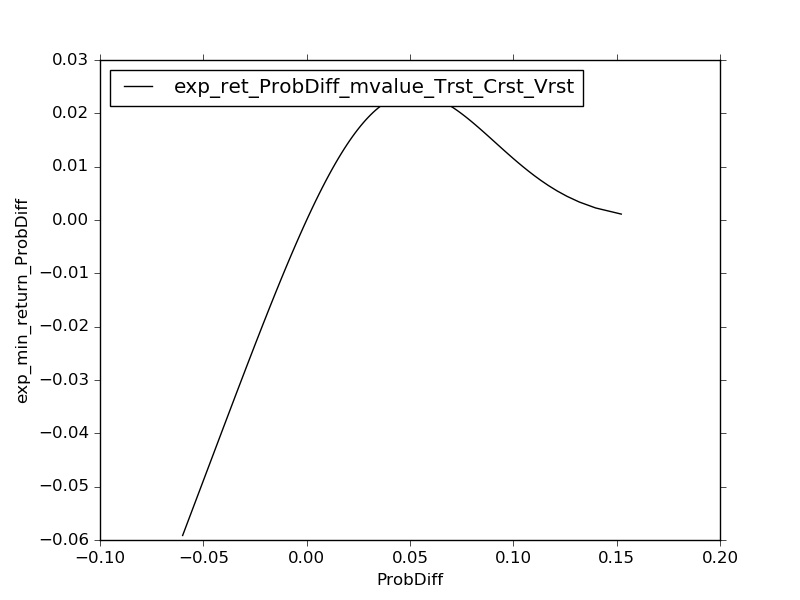 0.03
exp_ret_ProbDiff_mvalue_Trst_Crst_Vrst
0.02
0.01
0.00
−0.01
−0.02
−0.03
−0.04
−0.05
−0.06
exp_min_return_ProbDiff
−0.10 −0.05 0.00 0.05 0.10 0.15 0.20
ProbDiff